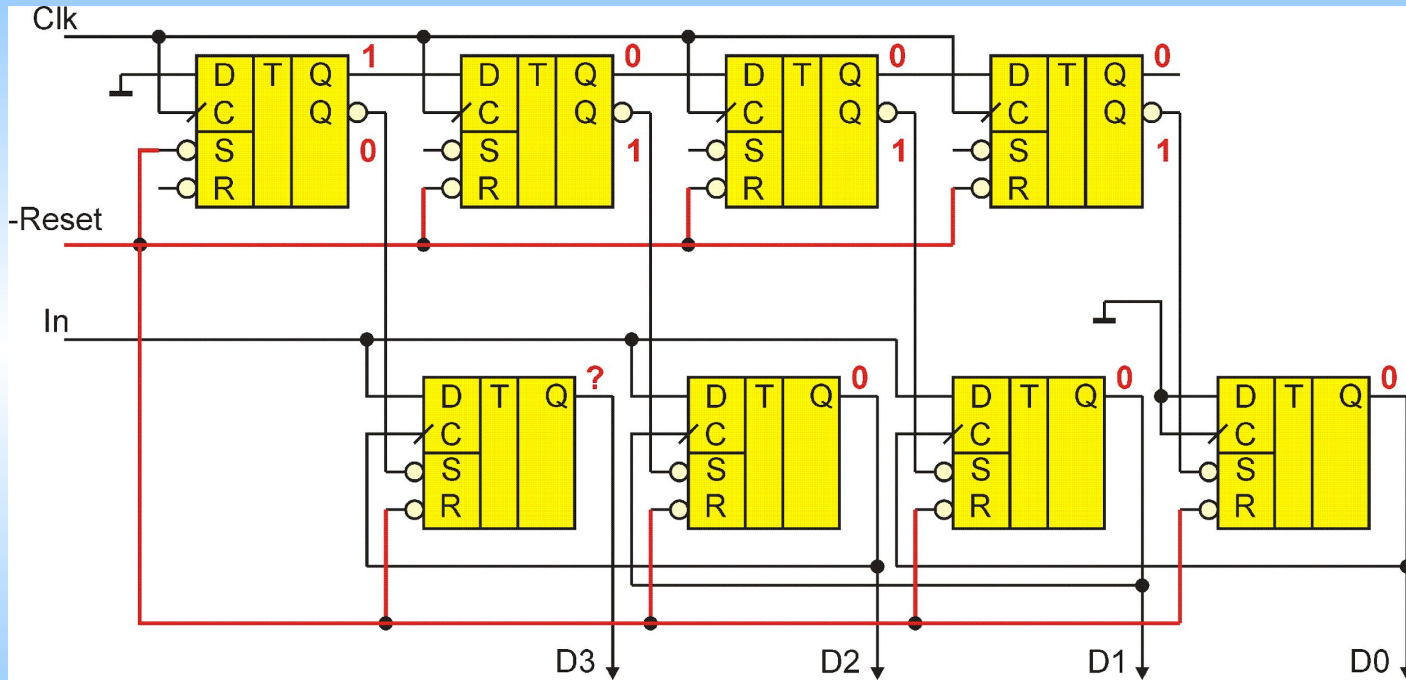 Clk
1 0 0 0
D T Q D T Q D T Q D T Q
C Q C Q C Q C Q
S 0 S 1 S 1 S 1
R R R R
-Reset
In
? 0 0 0
D T Q D T Q D T Q D T Q
C C C C
S S S S
R R R R
D3 D2 D1 D0